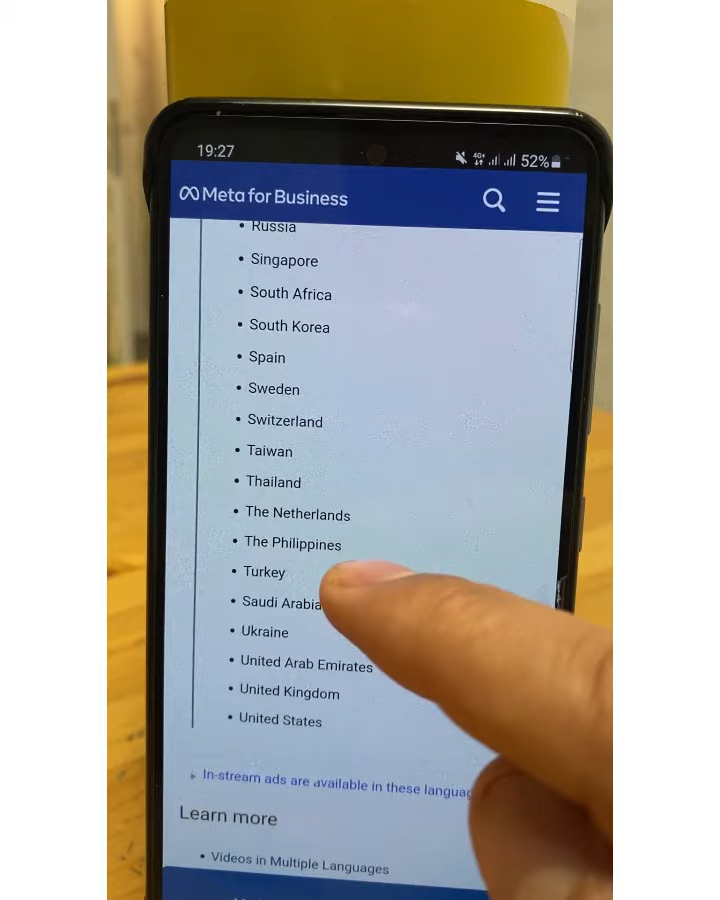 19:27
4G+ 52%
Meta for Business
• Russia
• Singapore
• South Africa
• South Korea
• Spain
• Sweden
• Switzerland
• Taiwan
• Thailand
• The Netherlands
• The Philippines
• Turkey
• Saudi Arabia
• Ukraine
• United Arab Emirates
• United Kingdom
• United States
In-stream ads are available in these
Learn more
• Videos in Multiple Languages